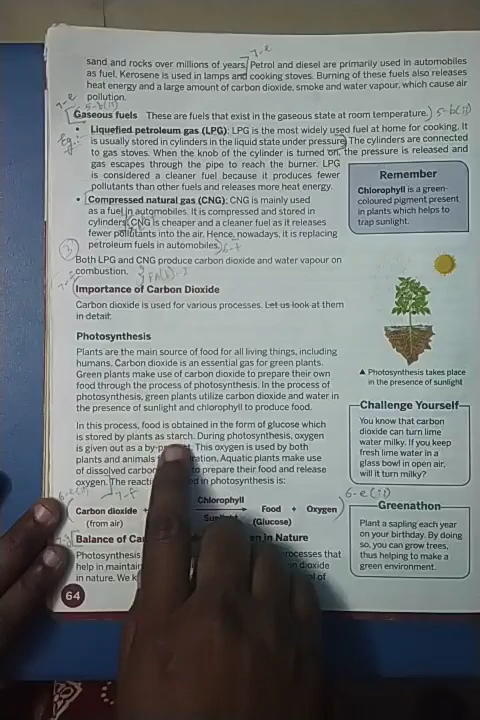 7-e
sand and rocks over millions of years. Petrol and diesel are primarily used in automobiles
as fuel. Kerosene is used in lamps and cooking stoves. Burning of these fuels also releases
heat energy and a large amount of carbon dioxide, smoke and water vapour, which cause air
pollution.
7-e
5-b(ii)
Gaseous fuels These are fuels that exist in the gaseous state at room temperature. 5-b(ii)
Eg:-
• Liquefied petroleum gas (LPG): LPG is the most widely used fuel at home for cooking. It
is usually stored in cylinders in the liquid state under pressure. The cylinders are connected
to gas stoves. When the knob of the cylinder is turned on, the pressure is released and
gas escapes through the pipe to reach the burner. LPG
is considered a cleaner fuel because it produces fewer
pollutants than other fuels and releases more heat energy.
• Compressed natural gas (CNG): CNG is mainly used
as a fuel in automobiles. It is compressed and stored in
cylinders. CNG is cheaper and a cleaner fuel as it releases
fewer pollutants into the air. Hence, nowadays, it is replacing
petroleum fuels in automobiles.
Both LPG and CNG produce carbon dioxide and water vapour on
combustion.
Importance of Carbon Dioxide
Carbon dioxide is used for various processes. Let us look at them
in detail.
Photosynthesis
Plants are the main source of food for all living things, including
humans. Carbon dioxide is an essential gas for green plants.
Green plants make use of carbon dioxide to prepare their own
food through the process of photosynthesis. In the process of
photosynthesis, green plants utilize carbon dioxide and water in
the presence of sunlight and chlorophyll to produce food.
In this process, food is obtained in the form of glucose which
is stored by plants as starch. During photosynthesis, oxygen
is given out as a by- This oxygen is used by both
plants and animals Aquatic plants make use
of dissolved carbon to prepare their food and release
oxygen. The in photosynthesis is:
7-f
Chlorophyll
Carbon dioxide + Food + Oxygen
6-e (ii)
(from air) (Glucose)
Balance of in Nature
Photosynthesis processes that
help in dioxide
in nature. We of
64
Remember
Chlorophyll is a green-
coloured pigment present
in plants which helps to
trap sunlight.
▲ Photosynthesis takes place
in the presence of sunlight
Challenge Yourself
You know that carbon
dioxide can turn lime
water milky. If you keep
fresh lime water in a
glass bowl in open air,
will it turn milky?
Greenathon
Plant a sapling each year
on your birthday. By doing
so, you can grow trees,
thus helping to make a
green environment.